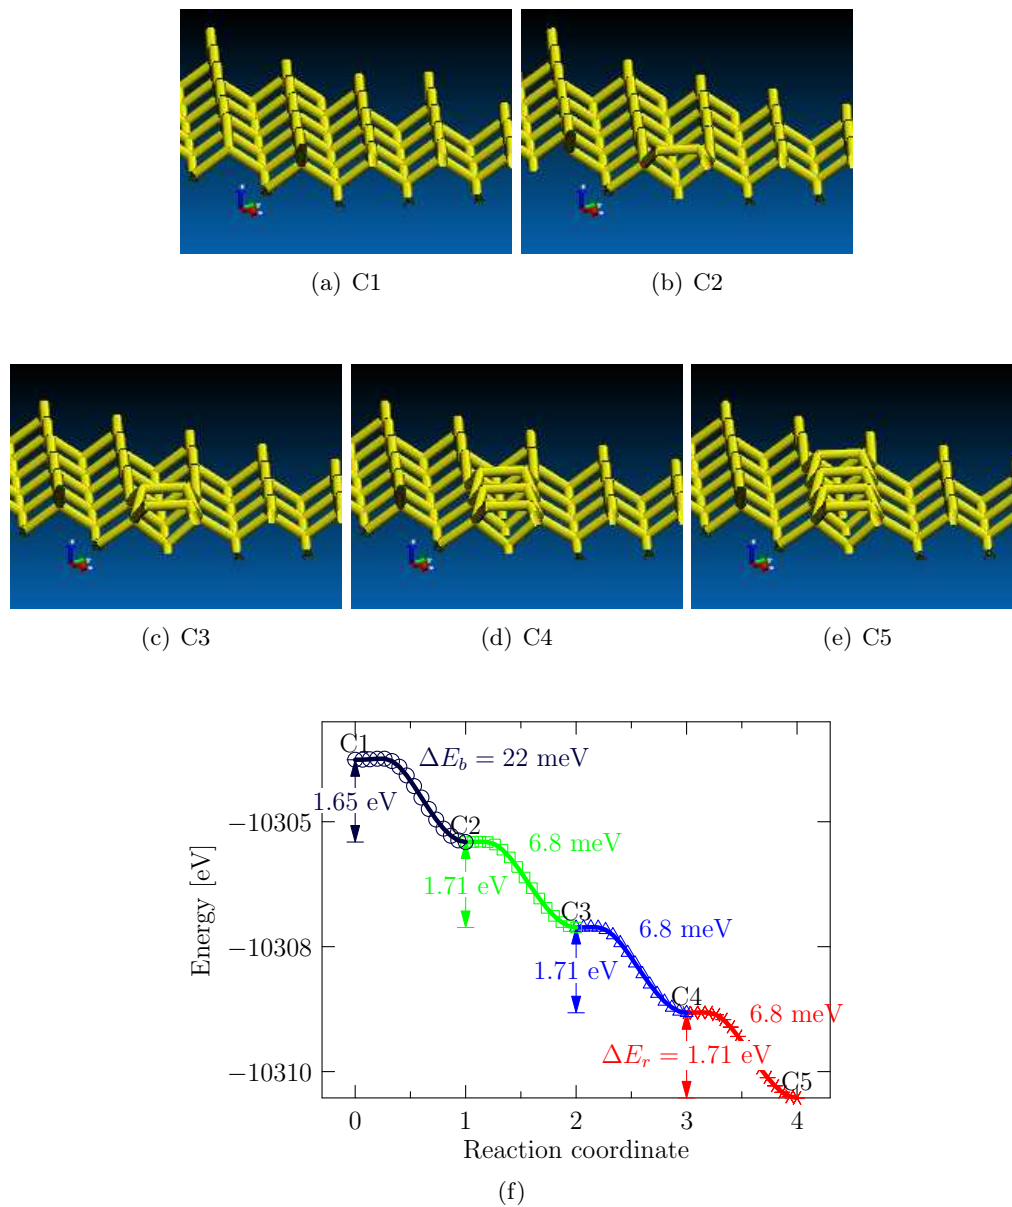 (a) C1
(b) C2
(c) C3
(d) C4
(e) C5
C1
ΔE_b = 22 meV
1.65 eV
C2
6.8 meV
1.71 eV
C3
6.8 meV
1.71 eV
C4
6.8 meV
ΔE_r = 1.71 eV
C5
−10305
−10308
−10310
Energy [eV]
0 1 2 3 4
Reaction coordinate
(f)